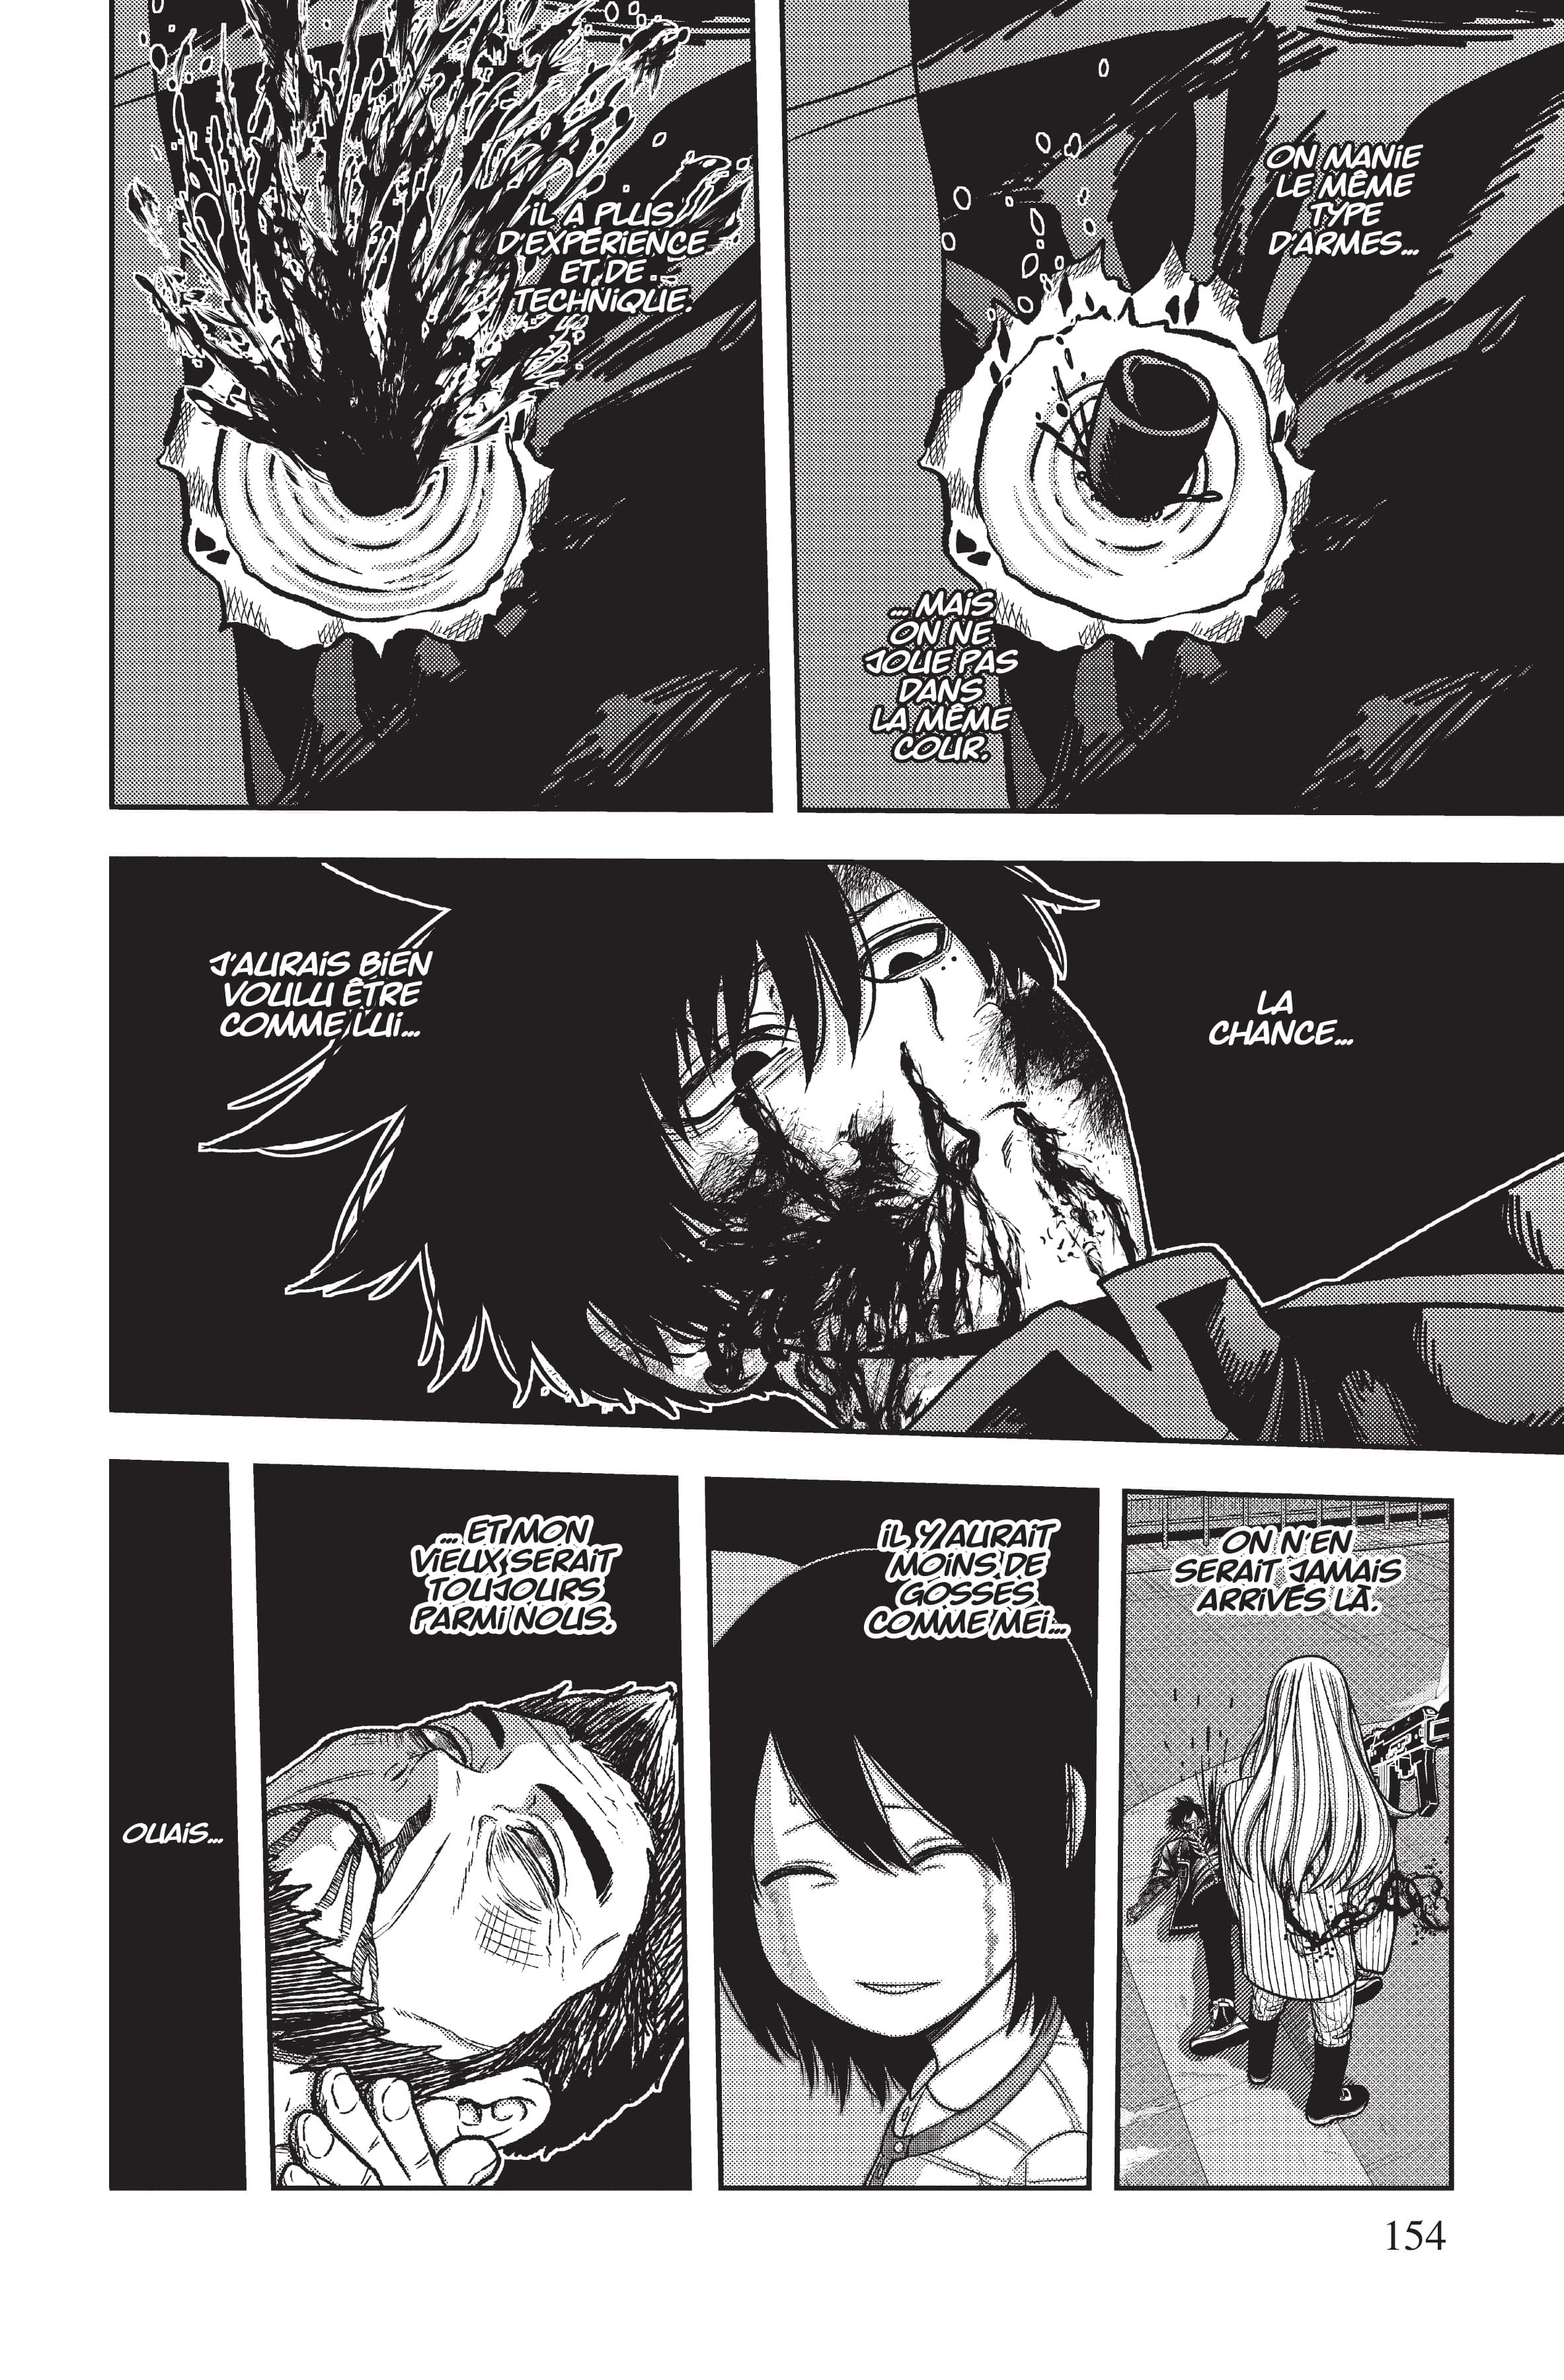 ON MANIE
LE MÊME
TYPE
D'ARMES...
... MAIS
ON NE
JOUE PAS
DANS
LA MÊME
COUR.
IL A PLUS
D'EXPÉRIENCE
ET DE
TECHNIQUE.
LA
CHANCE...
J'AURAIS BIEN
VOULU ÊTRE
COMME LUI...
ON N'EN
SERAIT JAMAIS
ARRIVÉS LÀ.
IL Y AURAIT
MOINS DE
GOSSES
COMME MEI...
... ET MON
VIEUX SERAIT
TOUJOURS
PARMI NOUS.
OUAIS...
154